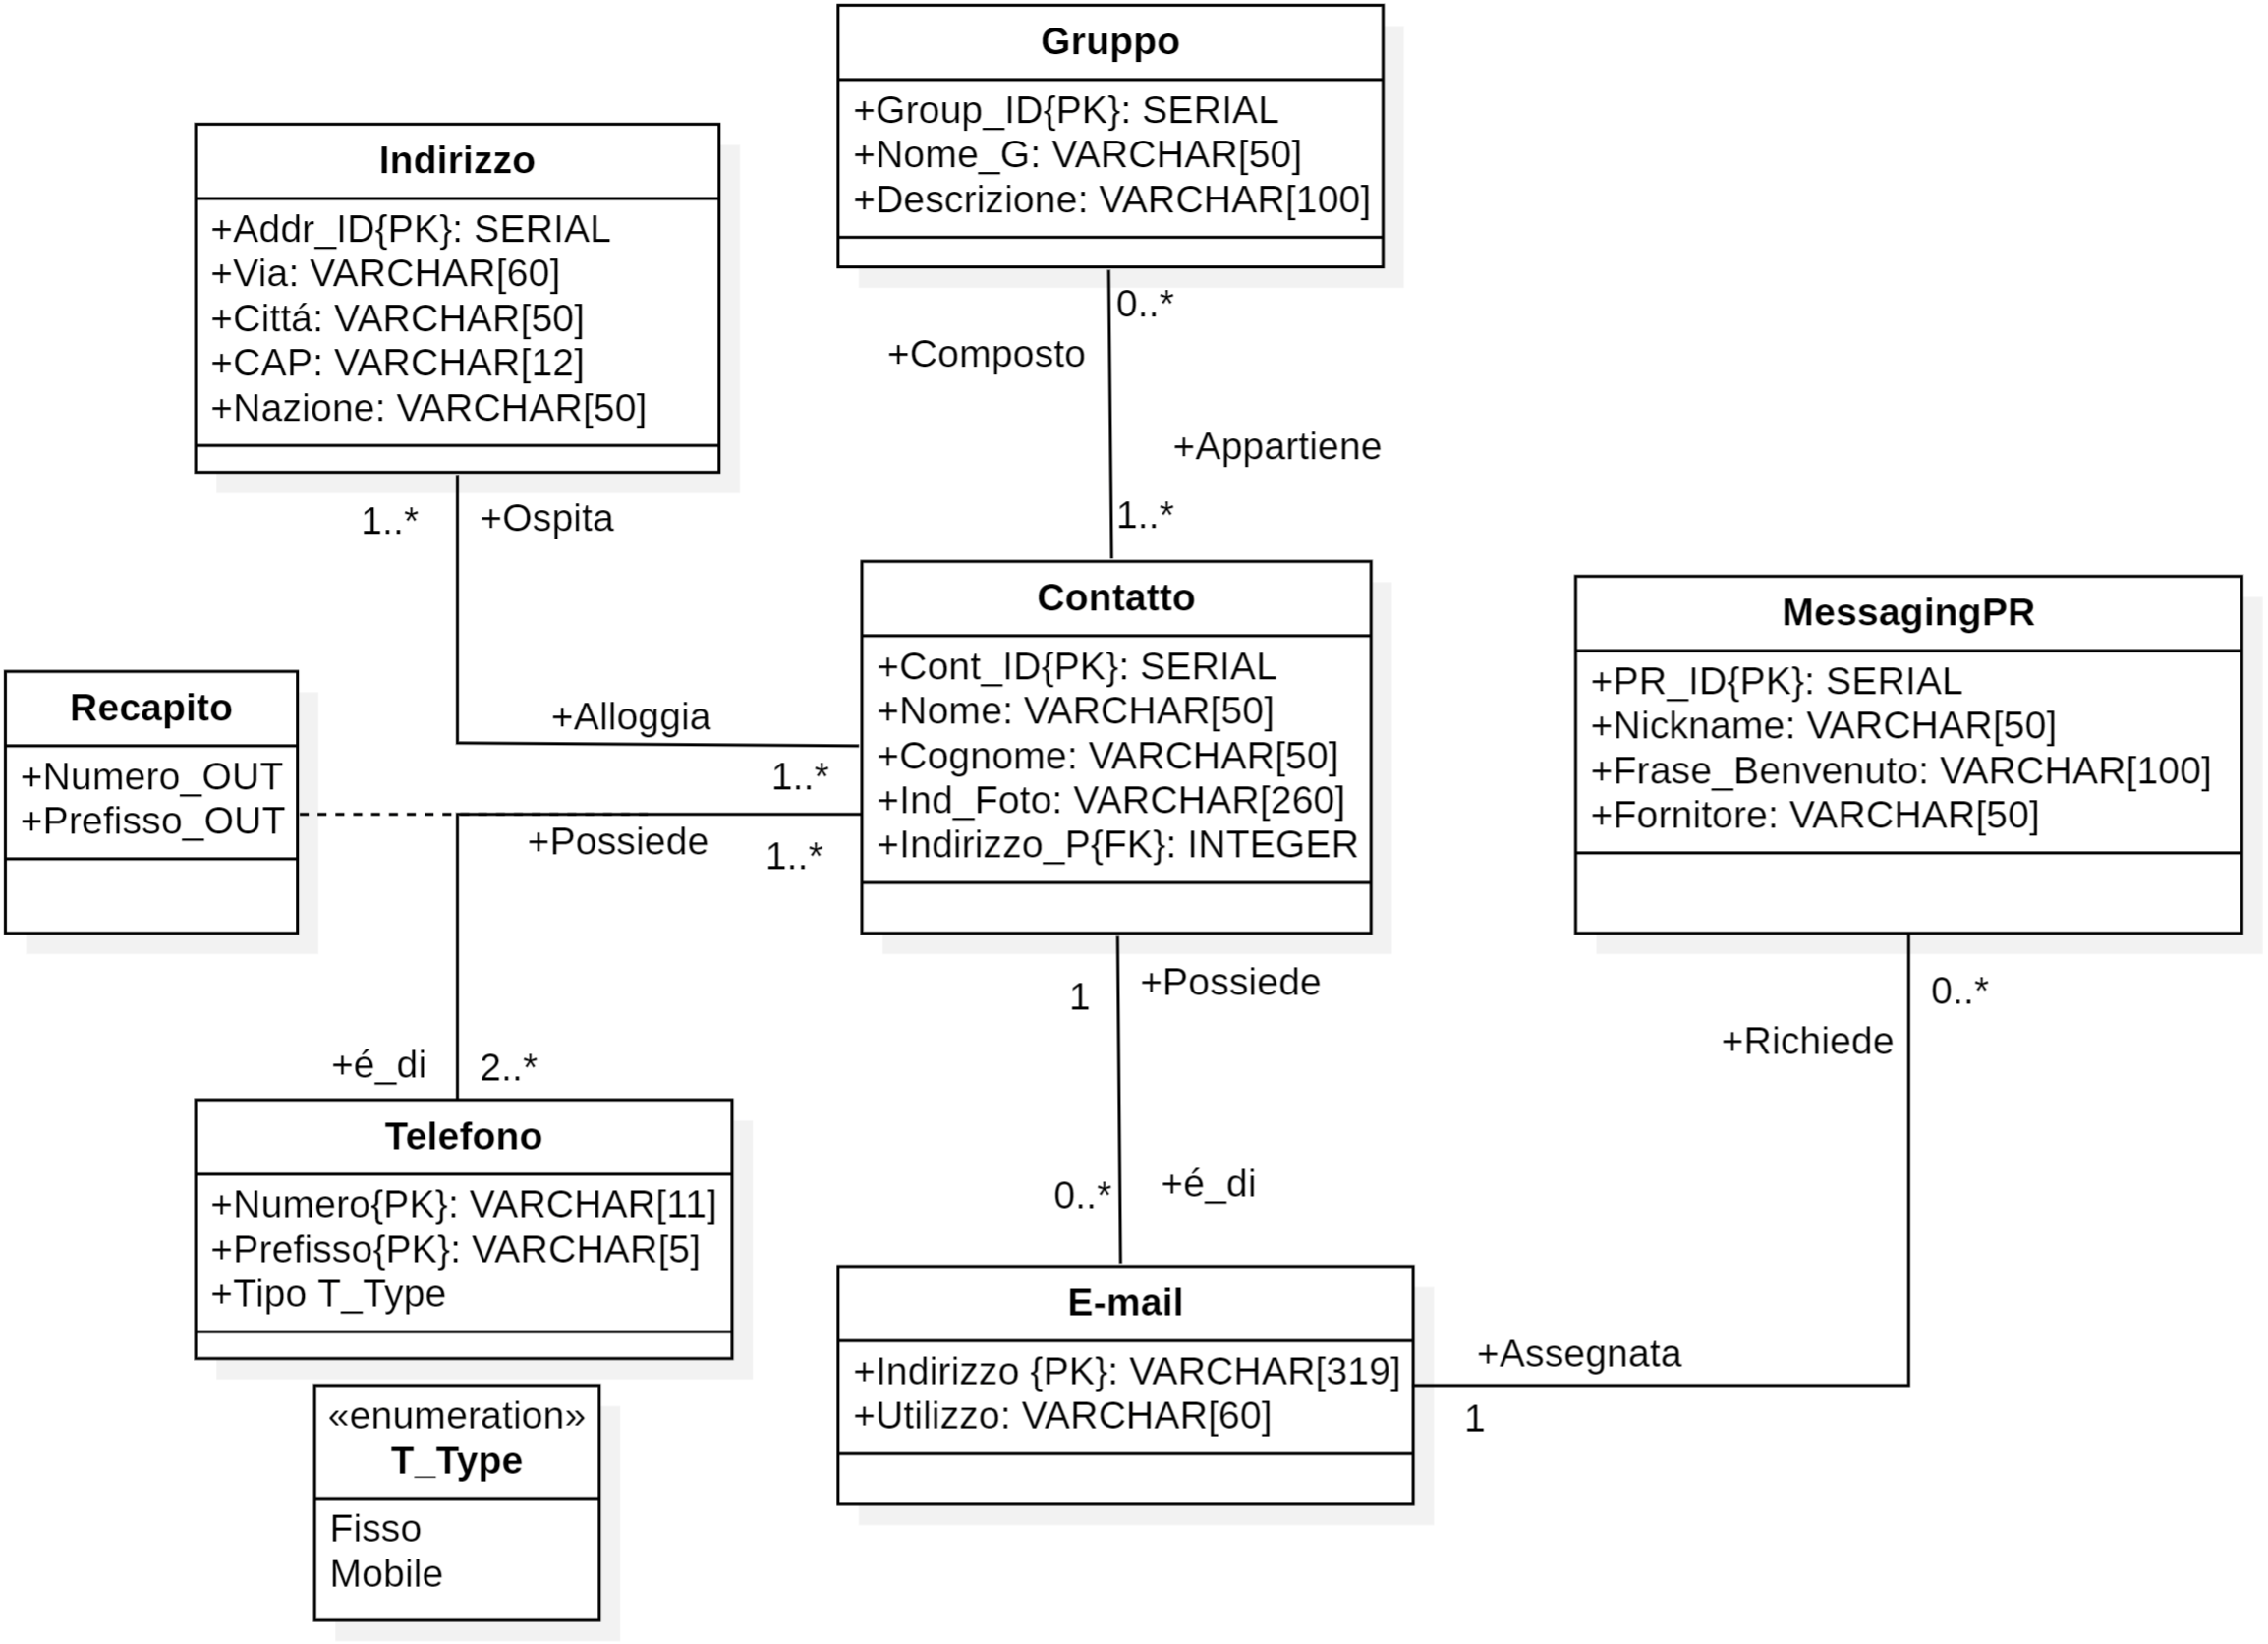 Gruppo
+Group_ID{PK}: SERIAL
+Nome_G: VARCHAR[50]
+Descrizione: VARCHAR[100]
Indirizzo
+Addr_ID{PK}: SERIAL
+Via: VARCHAR[60]
+Cittá: VARCHAR[50]
+CAP: VARCHAR[12]
+Nazione: VARCHAR[50]
0..*
+Composto
+Appartiene
1..*
1..*
+Ospita
Contatto
+Cont_ID{PK}: SERIAL
+Nome: VARCHAR[50]
+Cognome: VARCHAR[50]
+Ind_Foto: VARCHAR[260]
+Indirizzo_P{FK}: INTEGER
MessagingPR
+PR_ID{PK}: SERIAL
+Nickname: VARCHAR[50]
+Frase_Benvenuto: VARCHAR[100]
+Fornitore: VARCHAR[50]
Recapito
+Numero_OUT
+Prefisso_OUT
+Alloggia
1..*
+Possiede
1..*
1
+Possiede
0..*
+Richiede
+é_di
2..*
Telefono
+Numero{PK}: VARCHAR[11]
+Prefisso{PK}: VARCHAR[5]
+Tipo T_Type
0..*
+é_di
E-mail
+Indirizzo {PK}: VARCHAR[319]
+Utilizzo: VARCHAR[60]
+Assegnata
1
«enumeration»
T_Type
Fisso
Mobile